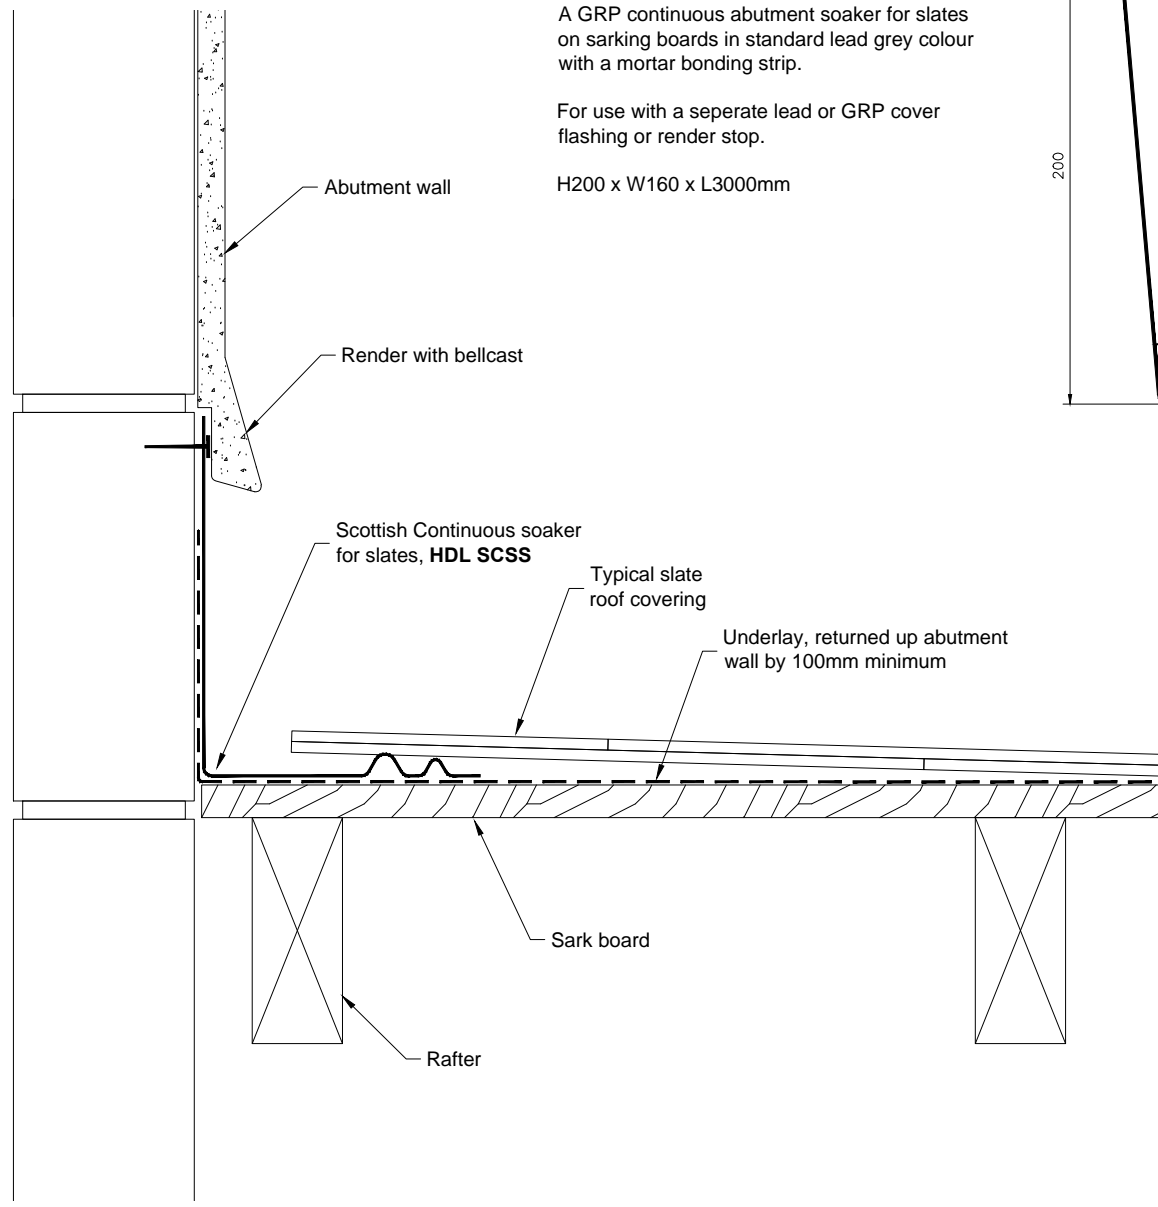 A GRP continuous abutment soaker for slates
on sarking boards in standard lead grey colour
with a mortar bonding strip.
For use with a seperate lead or GRP cover
flashing or render stop.
H200 x W160 x L3000mm
200
Abutment wall
Render with bellcast
Scottish Continuous soaker
for slates, HDL SCSS
Typical slate
roof covering
Underlay, returned up abutment
wall by 100mm minimum
Sark board
Rafter